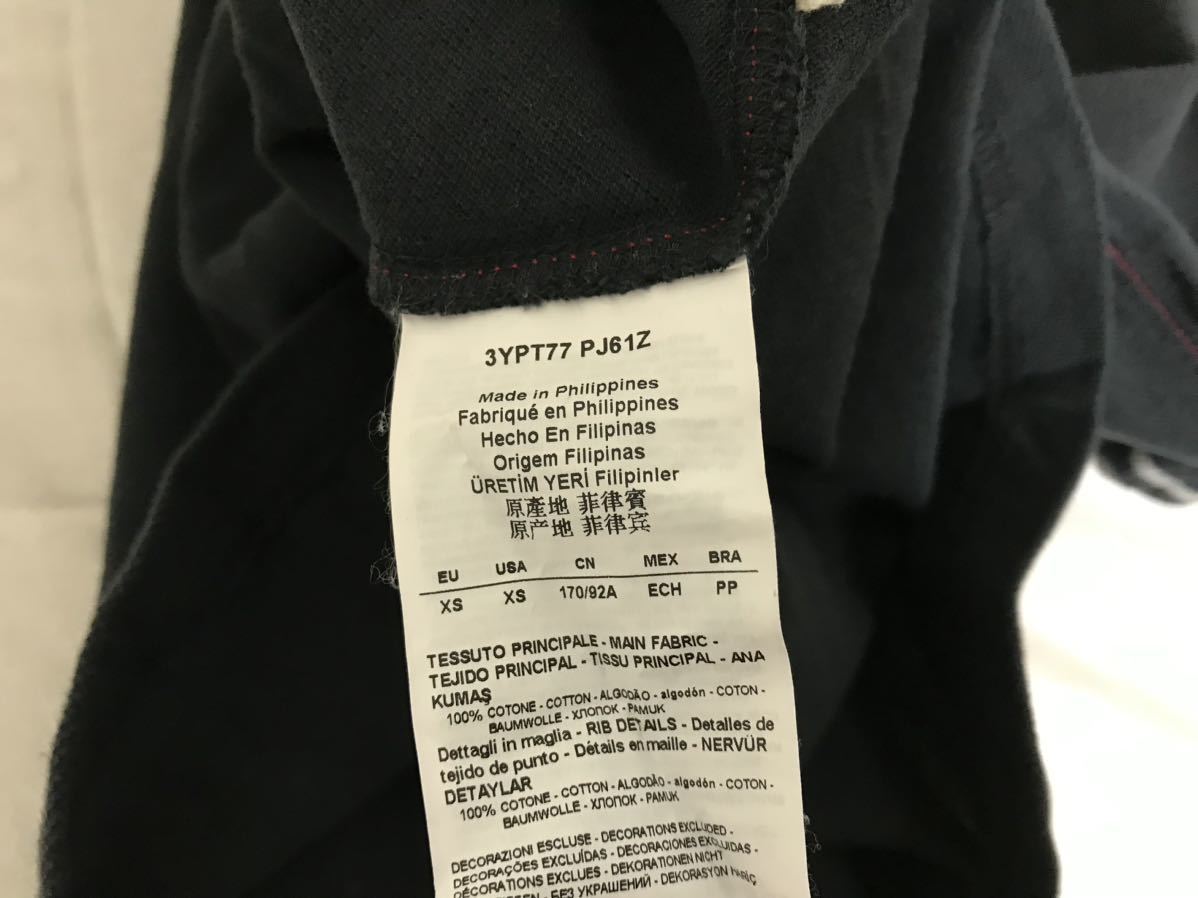 3YPT77 PJ61Z
Made in Philippines
Fabriqué en Philippines
Hecho En Filipinas
Origem Filipinas
ÜRETİM YERİ Filipinler
原產地 菲律賓
原产地 菲律宾
EU USA CN MEX BRA
XS XS 170/92A ECH PP
TESSUTO PRINCIPALE - MAIN FABRIC -
TEJIDO PRINCIPAL - TISSU PRINCIPAL - ANA
KUMAŞ
100% COTONE - COTTON - ALGODÃO - algodón - COTON -
BAUMWOLLE - ХЛОПОК - PAMUK
Dettagli in maglia - RIB DETAILS - Detalles de
tejido de punto - Détails en maille - NERVÜR
DETAYLAR
100% COTONE - COTTON - ALGODÃO - algodón - COTON -
BAUMWOLLE - ХЛОПОК - PAMUK
DECORAZIONI ESCLUSE - DECORATIONS EXCLUDED -
DECORAÇÕES EXCLUÍDAS - DECORACIONES EXCLUIDAS -
DÉCORATIONS EXCLUES - DEKORATIONEN NICHT
- БЕЗ УКРАШЕНИЙ - DEKORASYON HARİÇ